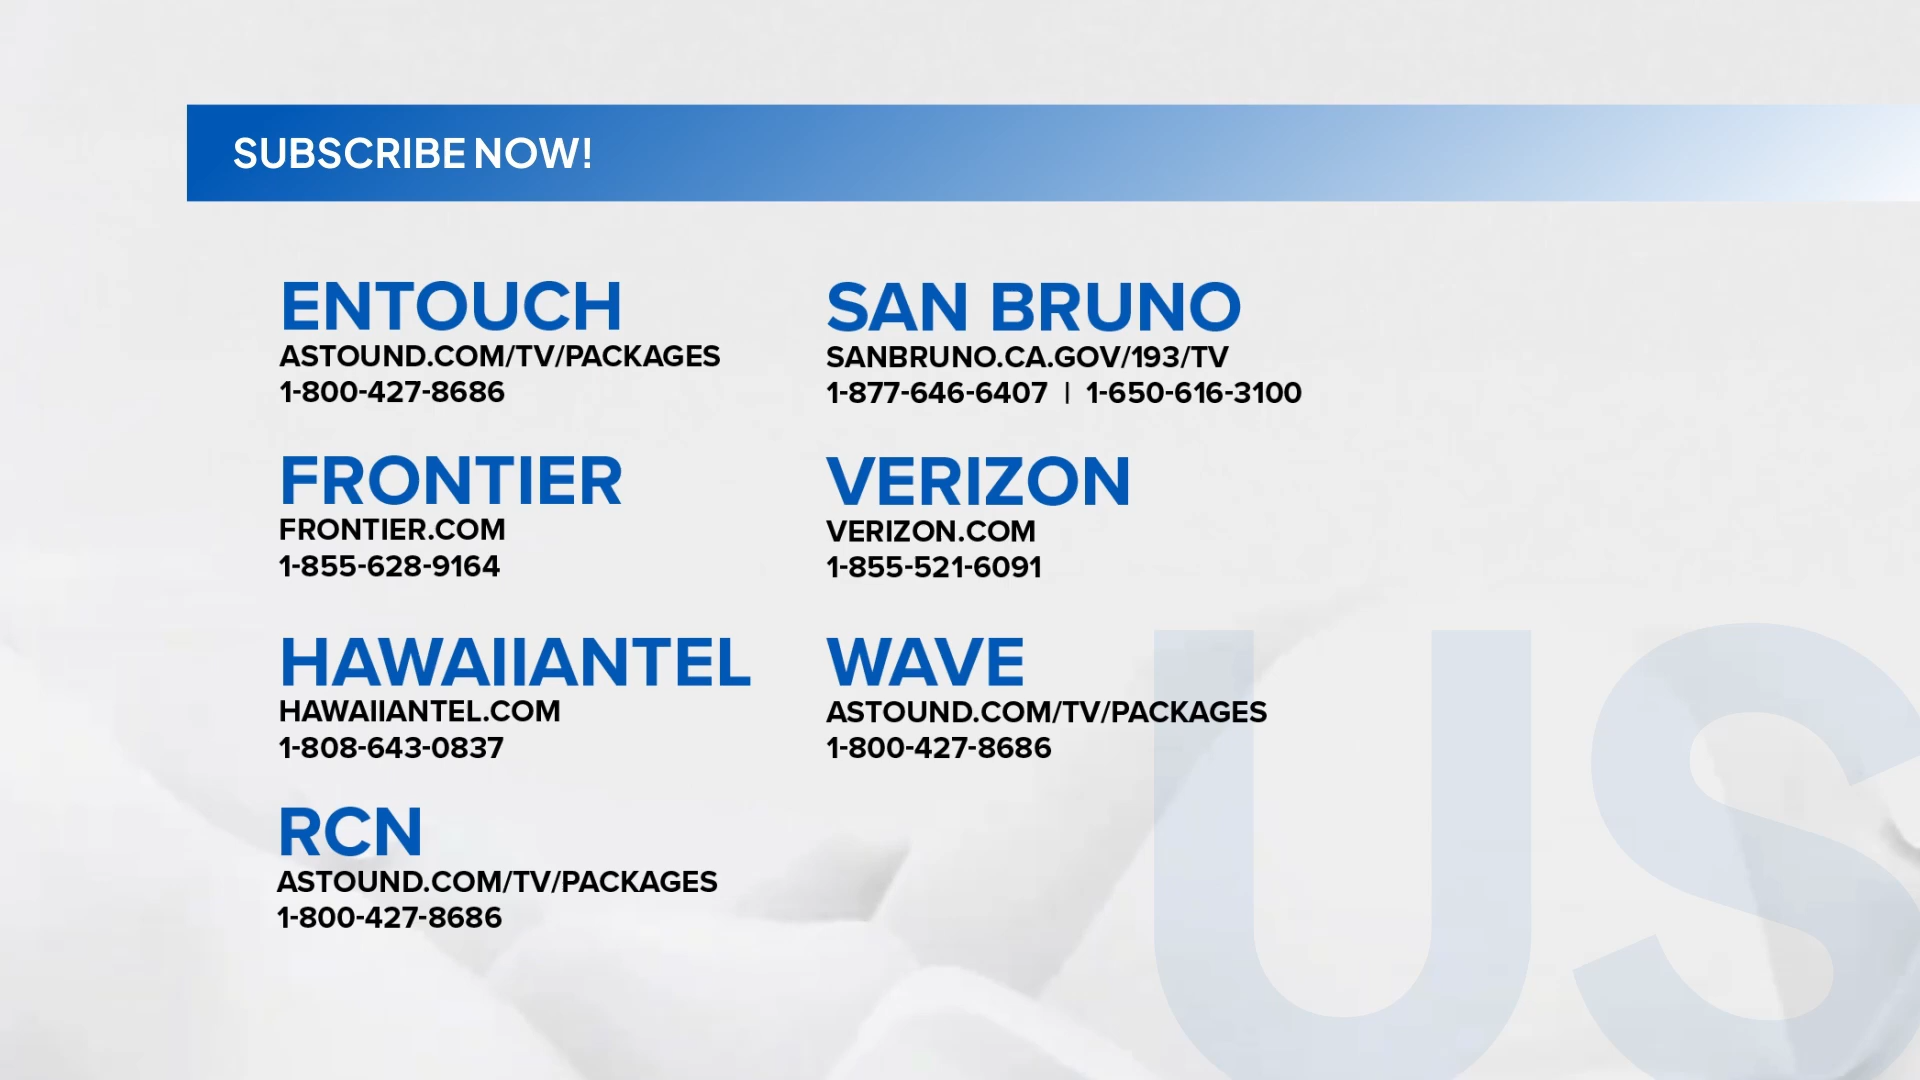 SUBSCRIBE NOW!
ENTOUCH
ASTOUND.COM/TV/PACKAGES
1-800-427-8686
FRONTIER
FRONTIER.COM
1-855-628-9164
HAWAIIANTEL
HAWAIIANTEL.COM
1-808-643-0837
RCN
ASTOUND.COM/TV/PACKAGES
1-800-427-8686
SAN BRUNO
SANBRUNO.CA.GOV/193/TV
1-877-646-6407 | 1-650-616-3100
VERIZON
VERIZON.COM
1-855-521-6091
WAVE
ASTOUND.COM/TV/PACKAGES
1-800-427-8686
US